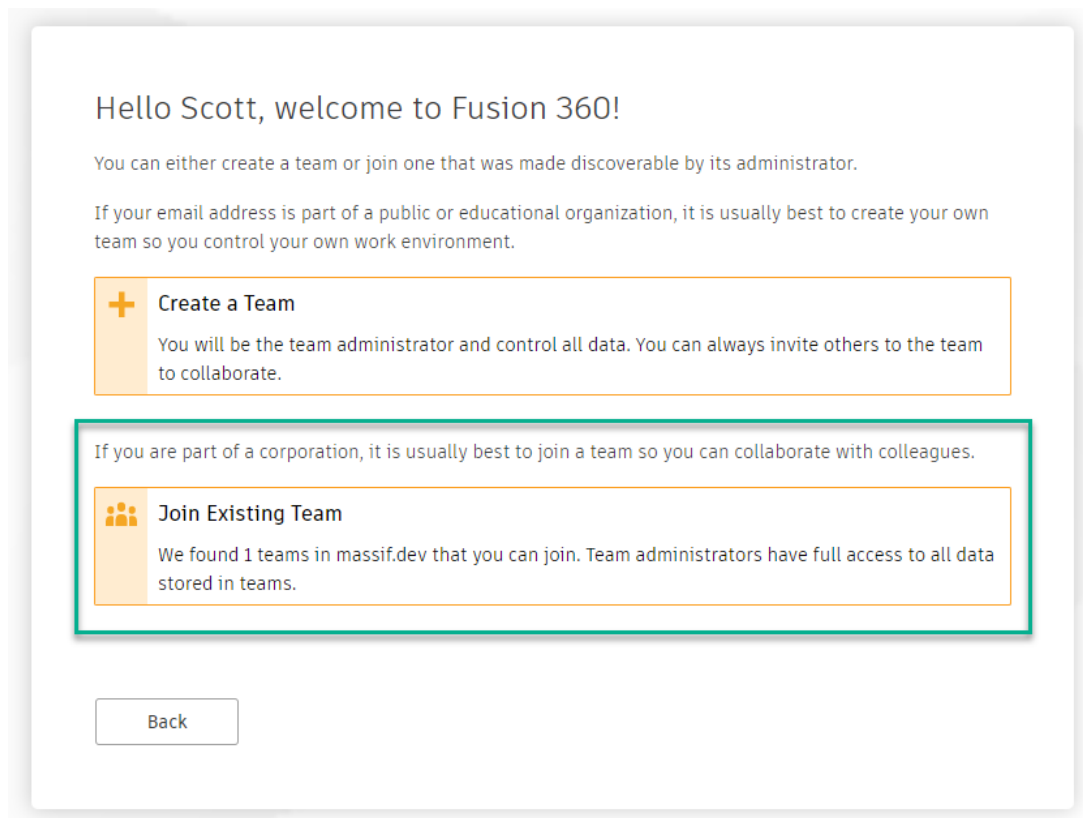 Hello Scott, welcome to Fusion 360!
You can either create a team or join one that was made discoverable by its administrator.
If your email address is part of a public or educational organization, it is usually best to create your own
team so you control your own work environment.
Create a Team
You will be the team administrator and control all data. You can always invite others to the team
to collaborate.
If you are part of a corporation, it is usually best to join a team so you can collaborate with colleagues.
Join Existing Team
We found 1 teams in massif.dev that you can join. Team administrators have full access to all data
stored in teams.
Back